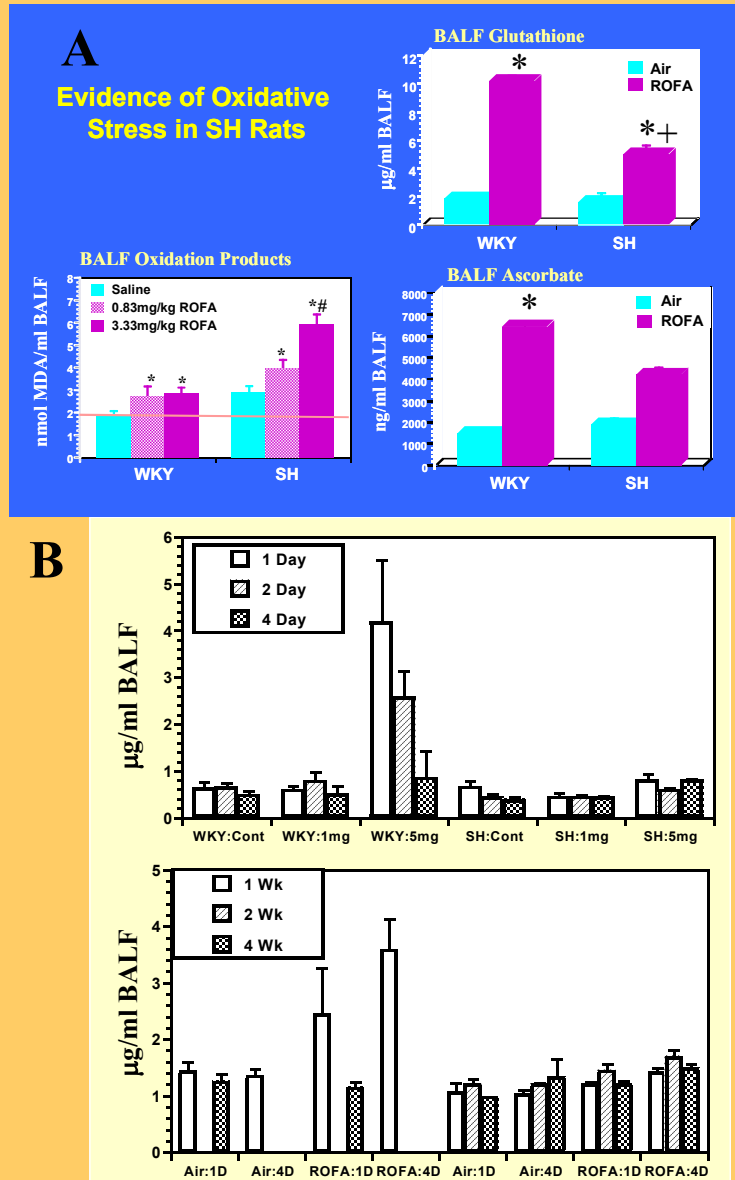 A
Evidence of Oxidative
Stress in SH Rats
BALF Glutathione
µg/ml BALF
12
10
8
6
4
2
0
Air
ROFA
*
*+
WKY SH
BALF Oxidation Products
nmol MDA/ml BALF
8
7
6
5
4
3
2
1
0
Saline
0.83mg/kg ROFA
3.33mg/kg ROFA
* * * *#
WKY SH
BALF Ascorbate
ng/ml BALF
8000
7000
6000
5000
4000
3000
2000
1000
0
Air
ROFA
*
WKY SH
B
µg/ml BALF
6
5
4
3
2
1
0
1 Day
2 Day
4 Day
WKY:Cont WKY:1mg WKY:5mg SH:Cont SH:1mg SH:5mg
µg/ml BALF
5
4
3
2
1
0
1 Wk
2 Wk
4 Wk
Air:1D Air:4D ROFA:1D ROFA:4D Air:1D Air:4D ROFA:1D ROFA:4D